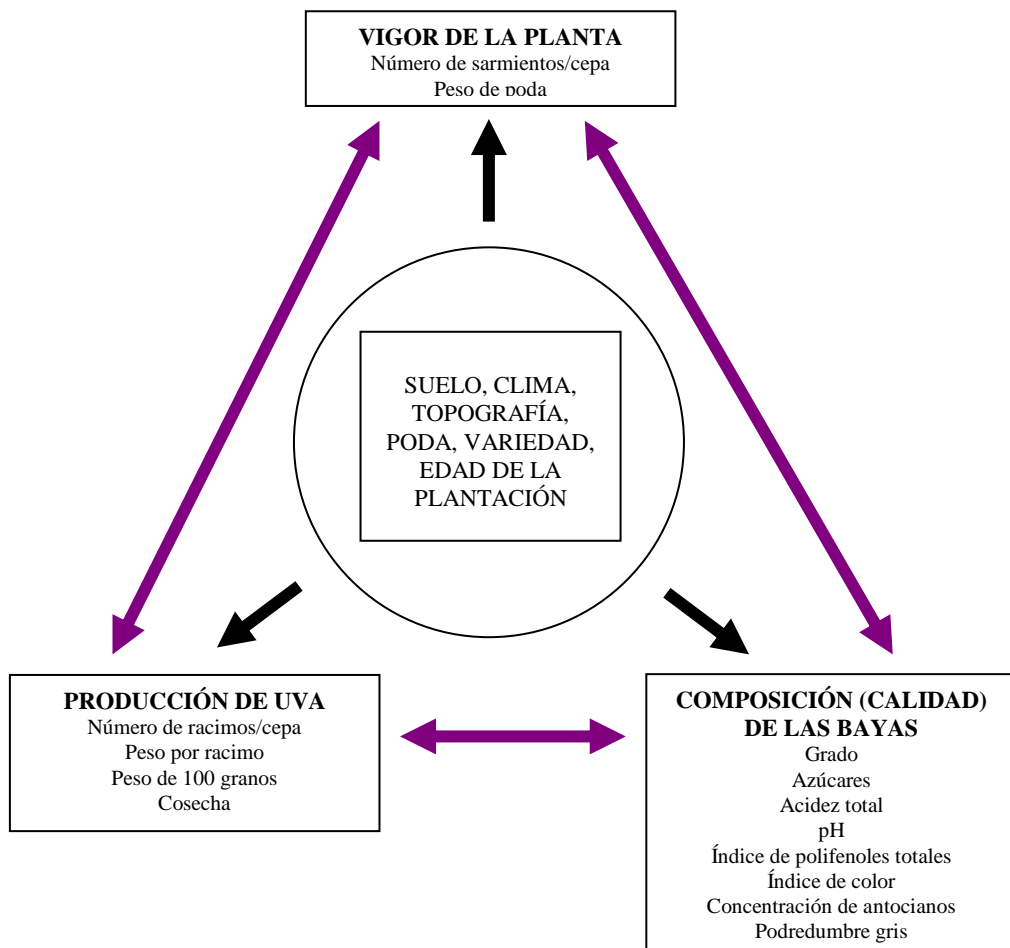 VIGOR DE LA PLANTA
Número de sarmientos/cepa
Peso de poda
SUELO, CLIMA,
TOPOGRAFÍA,
PODA, VARIEDAD,
EDAD DE LA
PLANTACIÓN
PRODUCCIÓN DE UVA
Número de racimos/cepa
Peso por racimo
Peso de 100 granos
Cosecha
COMPOSICIÓN (CALIDAD)
DE LAS BAYAS
Grado
Azúcares
Acidez total
pH
Índice de polifenoles totales
Índice de color
Concentración de antocianos
Podredumbre gris